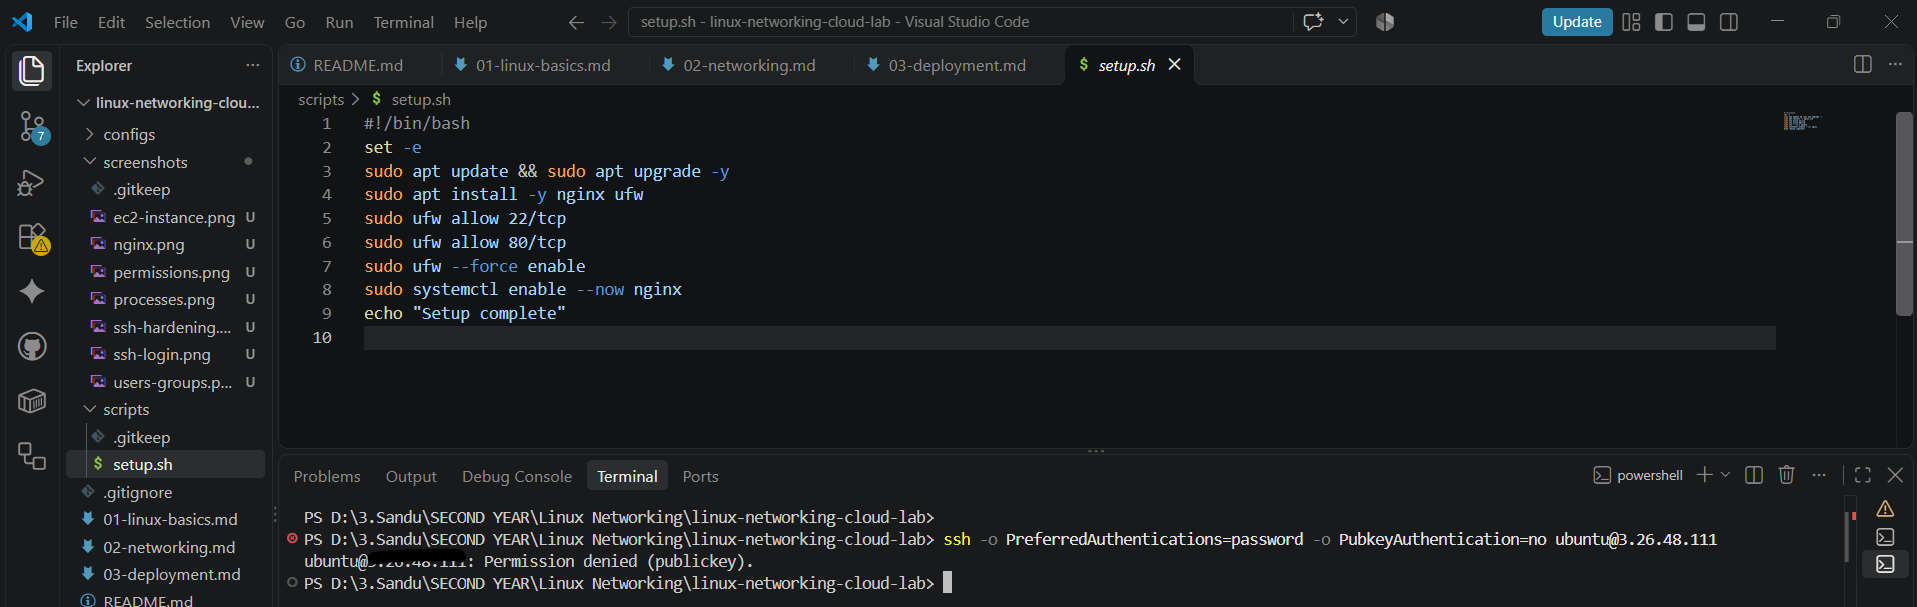 File Edit Selection View Go Run Terminal Help
setup.sh - linux-networking-cloud-lab - Visual Studio Code
Update
Explorer
README.md
01-linux-basics.md
02-networking.md
03-deployment.md
setup.sh
7
linux-networking-clou...
configs
screenshots
.gitkeep
ec2-instance.png U
nginx.png U
permissions.png U
processes.png U
ssh-hardening.... U
ssh-login.png U
users-groups.p... U
scripts
.gitkeep
setup.sh
.gitignore
01-linux-basics.md
02-networking.md
03-deployment.md
README.md
scripts > setup.sh
1 #!/bin/bash
2 set -e
3 sudo apt update && sudo apt upgrade -y
4 sudo apt install -y nginx ufw
5 sudo ufw allow 22/tcp
6 sudo ufw allow 80/tcp
7 sudo ufw --force enable
8 sudo systemctl enable --now nginx
9 echo "Setup complete"
10
Problems Output Debug Console Terminal Ports
powershell
PS D:\3.Sandu\SECOND YEAR\Linux Networking\linux-networking-cloud-lab>
PS D:\3.Sandu\SECOND YEAR\Linux Networking\linux-networking-cloud-lab> ssh -o PreferredAuthentications=password -o PubkeyAuthentication=no ubuntu@3.26.48.111
ubuntu@: Permission denied (publickey).
PS D:\3.Sandu\SECOND YEAR\Linux Networking\linux-networking-cloud-lab>